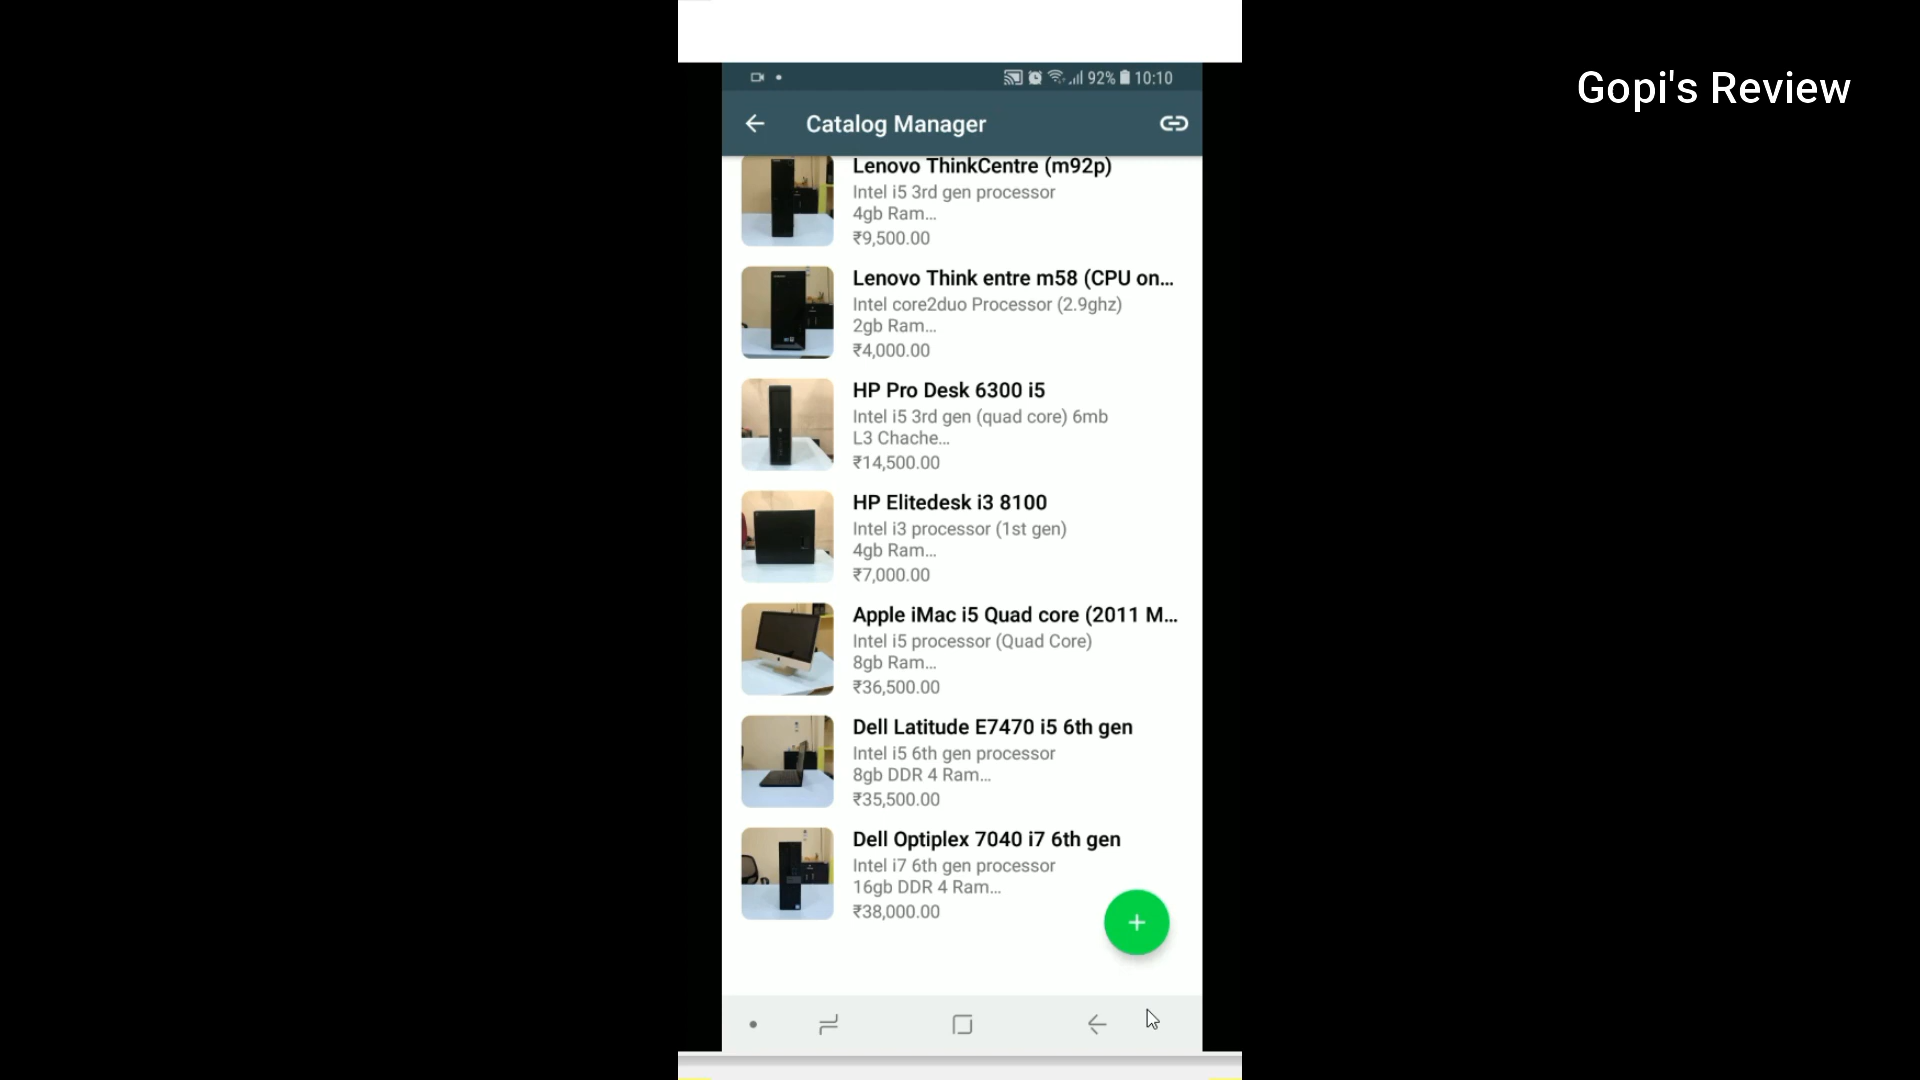 Gopi's Review
92% 10:10
Catalog Manager
Lenovo ThinkCentre (m92p)
Intel i5 3rd gen processor
4gb Ram...
₹9,500.00
Lenovo Think entre m58 (CPU on...
Intel core2duo Processor (2.9ghz)
2gb Ram...
₹4,000.00
HP Pro Desk 6300 i5
Intel i5 3rd gen (quad core) 6mb
L3 Chache...
₹14,500.00
HP Elitedesk i3 8100
Intel i3 processor (1st gen)
4gb Ram...
₹7,000.00
Apple iMac i5 Quad core (2011 M...
Intel i5 processor (Quad Core)
8gb Ram...
₹36,500.00
Dell Latitude E7470 i5 6th gen
Intel i5 6th gen processor
8gb DDR 4 Ram...
₹35,500.00
Dell Optiplex 7040 i7 6th gen
Intel i7 6th gen processor
16gb DDR 4 Ram...
₹38,000.00